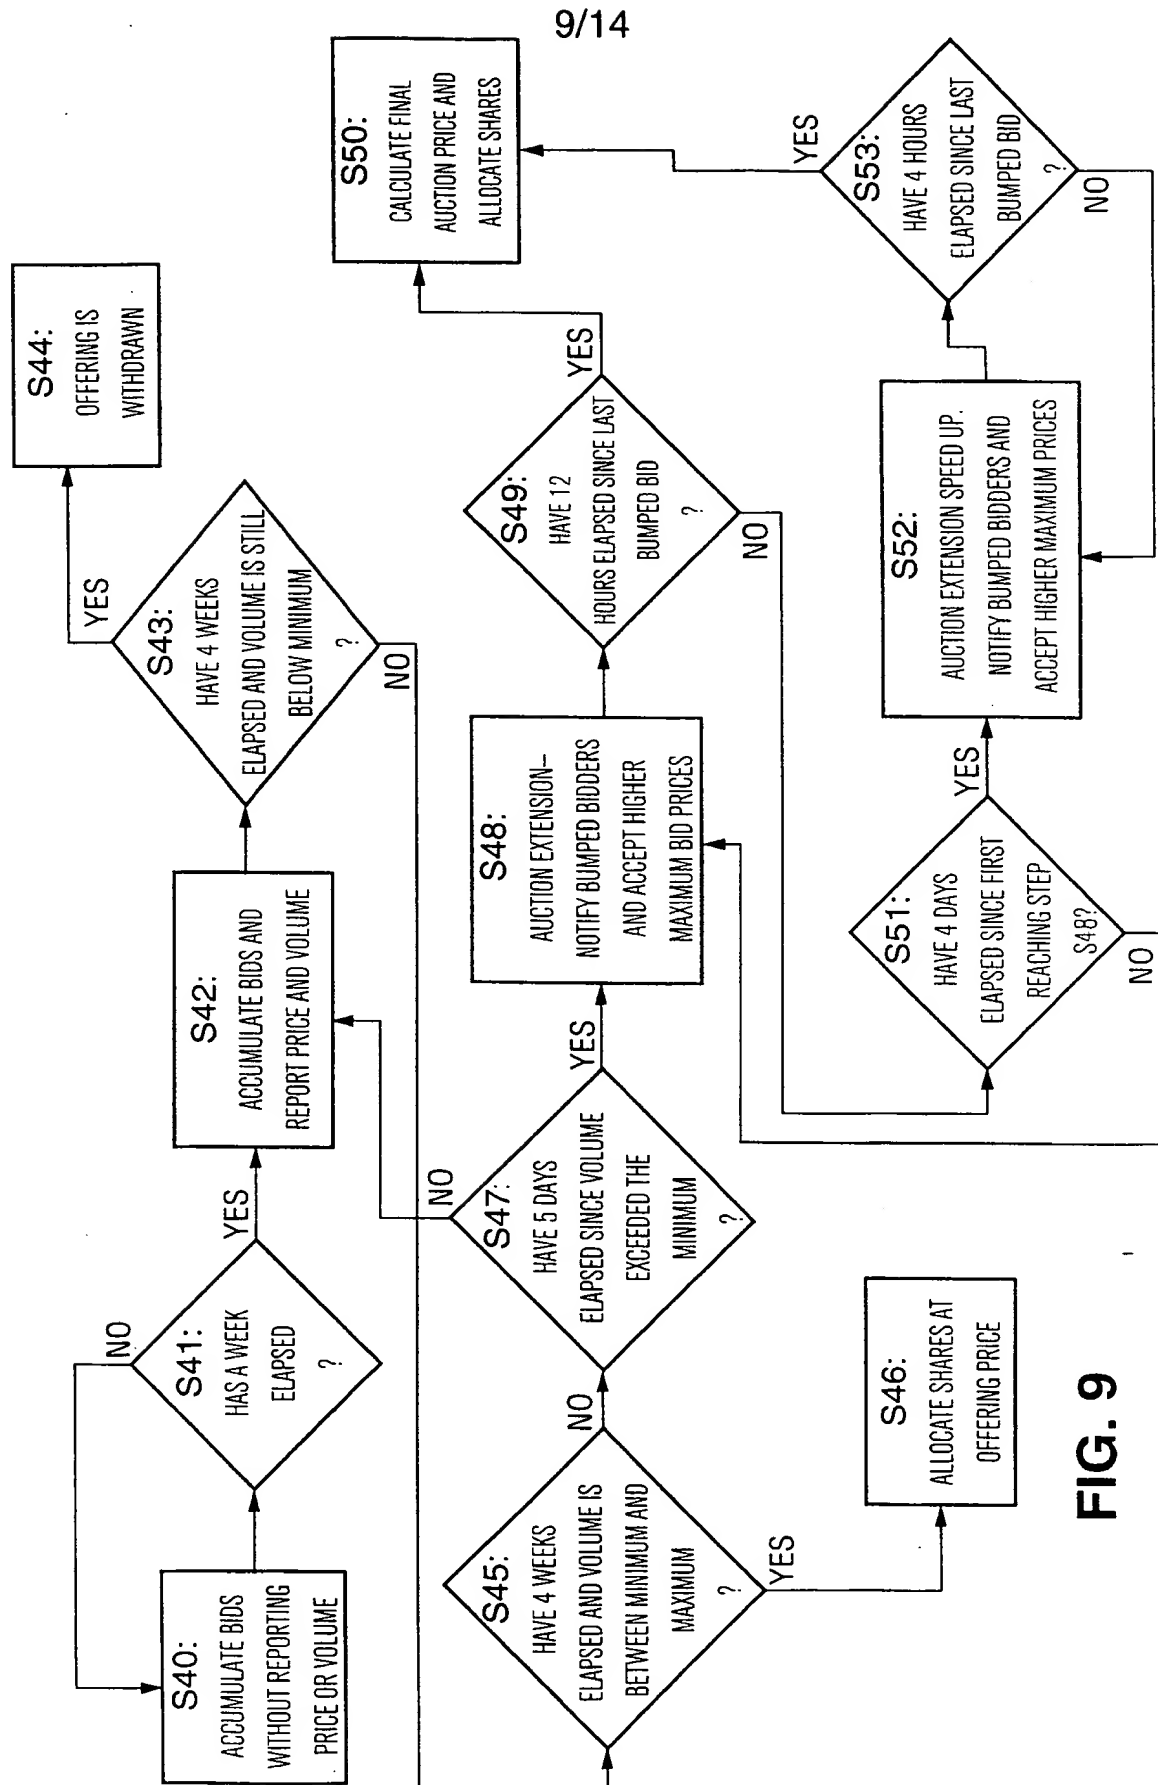 9/14
S40:
ACCUMULATE BIDS
WITHOUT REPORTING
PRICE OR VOLUME
NO
S41:
HAS A WEEK
ELAPSED
?
YES
S42:
ACCUMULATE BIDS AND
REPORT PRICE AND VOLUME
S43:
HAVE 4 WEEKS
ELAPSED AND VOLUME IS STILL
BELOW MINIMUM
?
YES
NO
S44:
OFFERING IS
WITHDRAWN
S45:
HAVE 4 WEEKS
ELAPSED AND VOLUME IS
BETWEEN MINIMUM AND
MAXIMUM
?
NO
YES
S46:
ALLOCATE SHARES AT
OFFERING PRICE
NO
S47:
HAVE 5 DAYS
ELAPSED SINCE VOLUME
EXCEEDED THE
MINIMUM
?
YES
S48:
AUCTION EXTENSION–
NOTIFY BUMPED BIDDERS
AND ACCEPT HIGHER
MAXIMUM BID PRICES
S49:
HAVE 12
HOURS ELAPSED SINCE LAST
BUMPED BID
?
YES
NO
S50:
CALCULATE FINAL
AUCTION PRICE AND
ALLOCATE SHARES
S51:
HAVE 4 DAYS
ELAPSED SINCE FIRST
REACHING STEP
S48?
YES
NO
S52:
AUCTION EXTENSION SPEED UP.
NOTIFY BUMPED BIDDERS AND
ACCEPT HIGHER MAXIMUM PRICES
S53:
HAVE 4 HOURS
ELAPSED SINCE LAST
BUMPED BID
?
YES
NO
FIG. 9